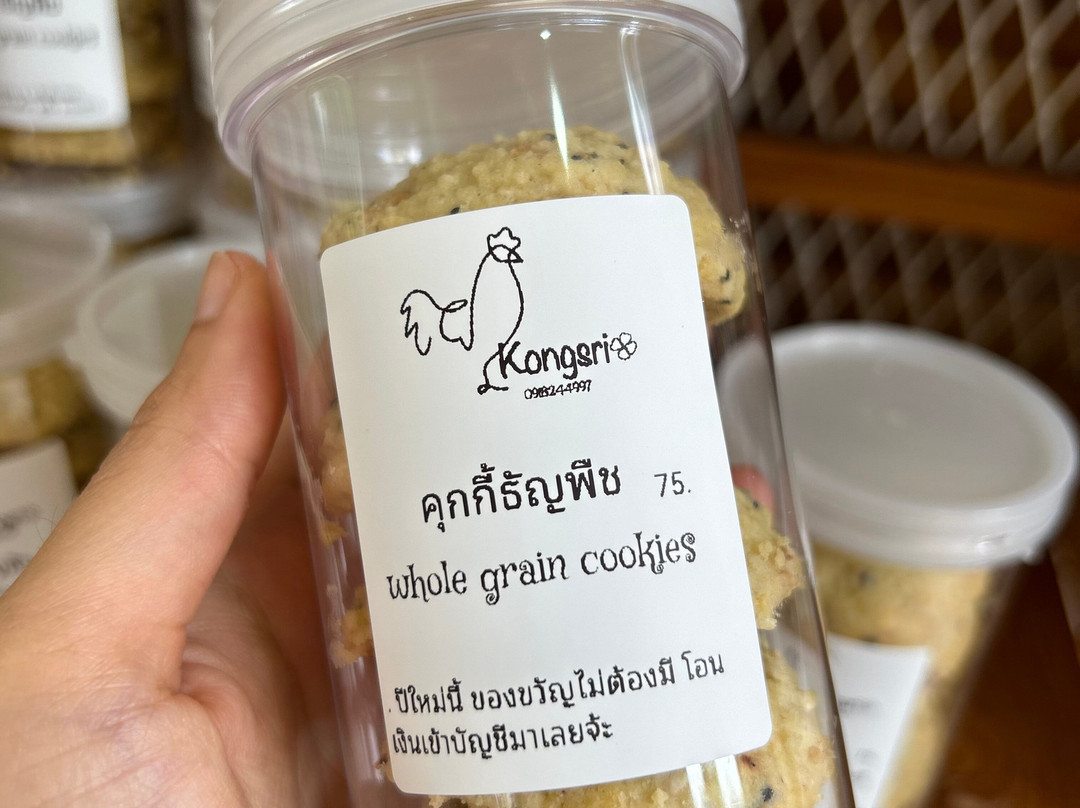 Kongsri
คุกกี้ธัญพืช 75.
whole grain cookies
. ปีใหม่นี้ ของขวัญไม่ต้องมี โอน
เงินเข้าบัญชีมาเลยจ้ะ